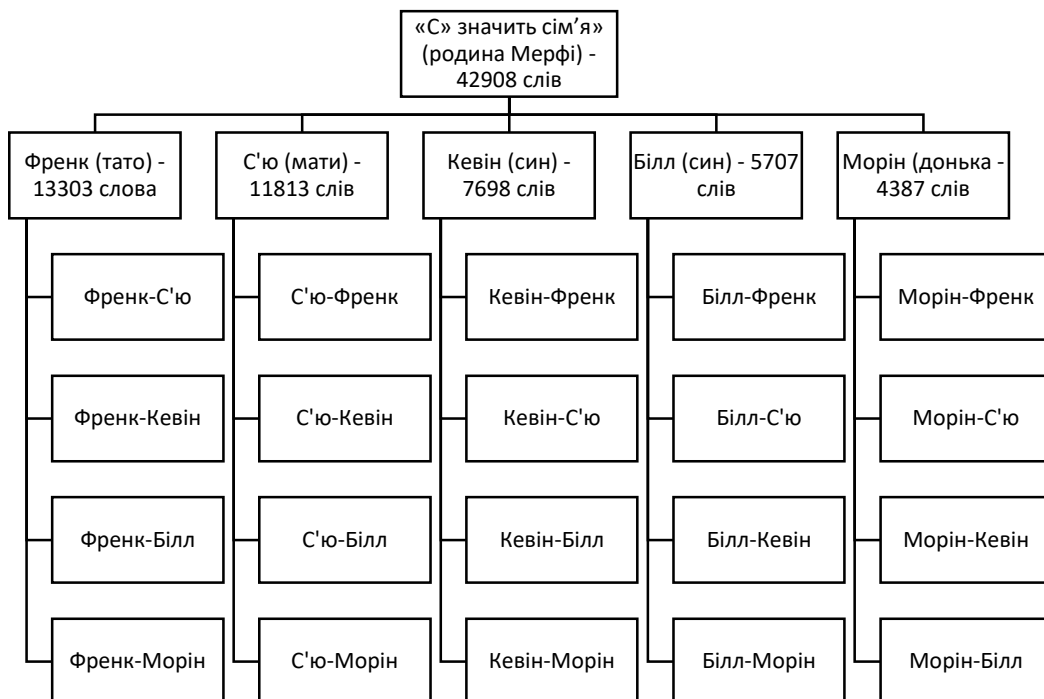 «С» значить сім’я»
(родина Мерфі) -
42908 слів
Френк (тато) -
13303 слова
С'ю (мати) -
11813 слів
Кевін (син) -
7698 слів
Білл (син) - 5707
слів
Морін (донька -
4387 слів
Френк-С'ю
С'ю-Френк
Кевін-Френк
Білл-Френк
Морін-Френк
Френк-Кевін
С'ю-Кевін
Кевін-С'ю
Білл-С'ю
Морін-С'ю
Френк-Білл
С'ю-Білл
Кевін-Білл
Білл-Кевін
Морін-Кевін
Френк-Морін
С'ю-Морін
Кевін-Морін
Білл-Морін
Морін-Білл